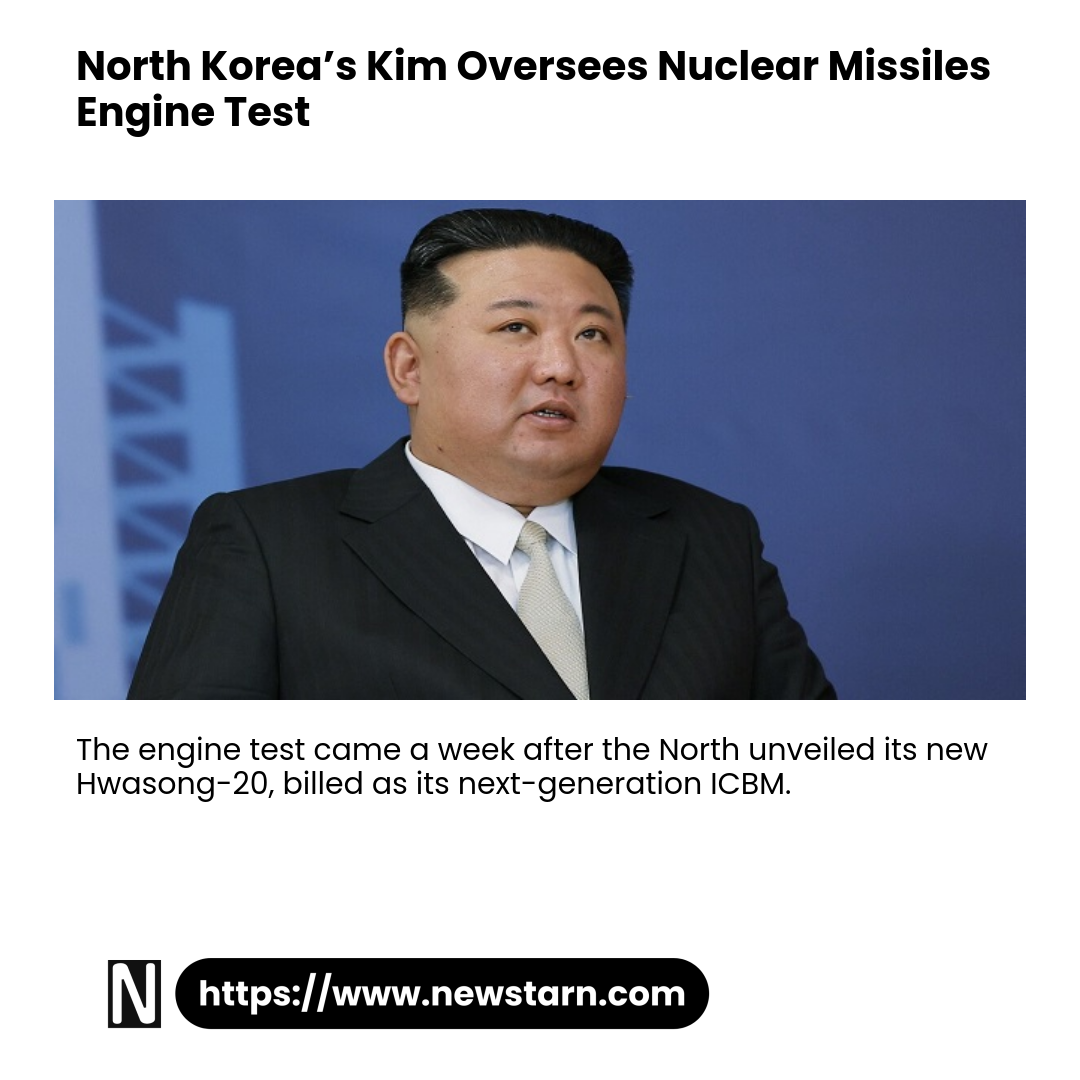 North Korea’s Kim Oversees Nuclear Missiles
Engine Test
The engine test came a week after the North unveiled its new
Hwasong-20, billed as its next-generation ICBM.
N
https://www.newstarn.com